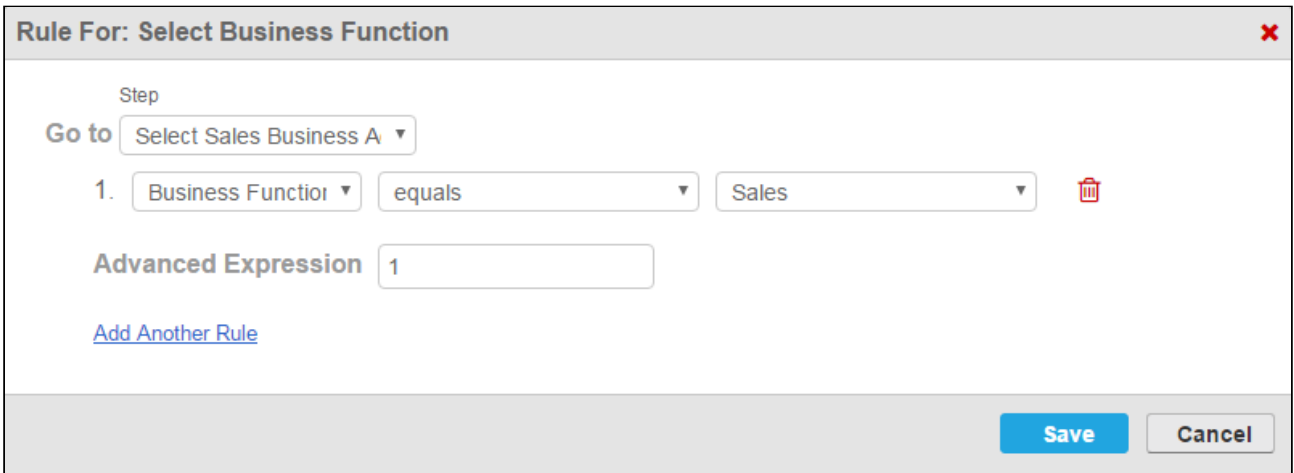 Rule For: Select Business Function
Step
Go to Select Sales Business A
1. Business Function equals Sales
Advanced Expression 1
Add Another Rule
Save Cancel